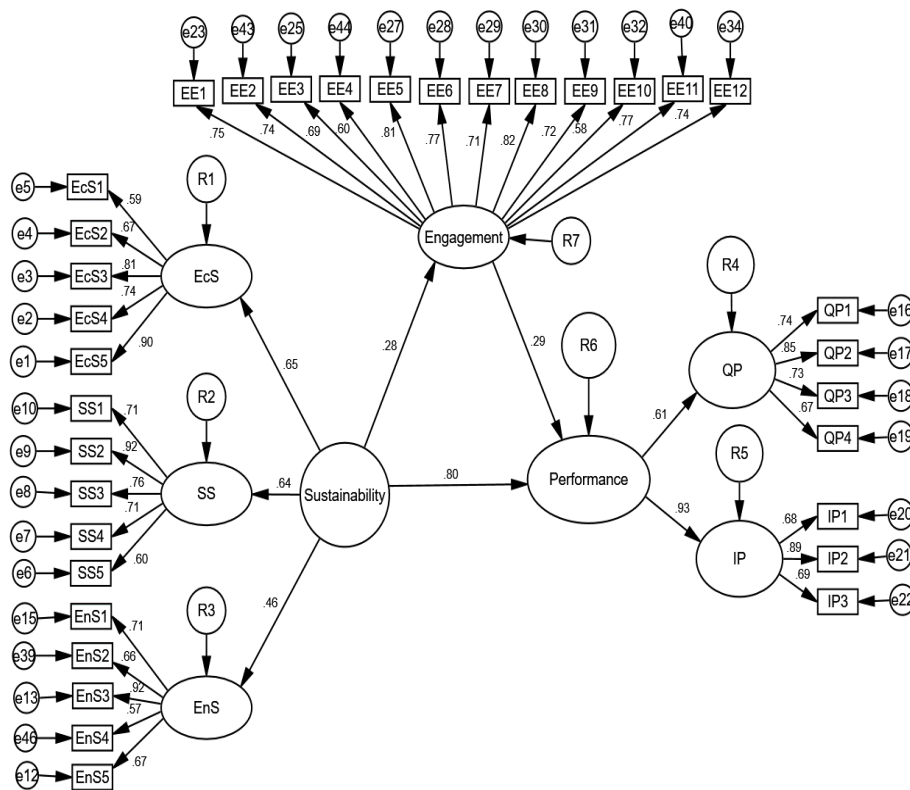 e23 e43 e25 e44 e27 e28 e29 e30 e31 e32 e40 e34
EE1 EE2 EE3 EE4 EE5 EE6 EE7 EE8 EE9 EE10 EE11 EE12
.75 .74 .69 .60 .81 .77 .71 .82 .72 .58 .77 .74
Engagement
R7
R1
e5 EcS1 .59
e4 EcS2 .67
e3 EcS3 .81
e2 EcS4 .74
e1 EcS5 .90
EcS
.65
.28
.29
R2
e10 SS1 .71
e9 SS2 .92
e8 SS3 .76
e7 SS4 .71
e6 SS5 .60
SS
.64
Sustainability
.80
R6
Performance
.61
.93
R4
QP
.74 QP1 e16
.85 QP2 e17
.73 QP3 e18
.67 QP4 e19
R5
IP
.68 IP1 e20
.89 IP2 e21
.69 IP3 e22
.46
R3
e15 EnS1 .71
e39 EnS2 .66
e13 EnS3 .92
e46 EnS4 .57
e12 EnS5 .67
EnS